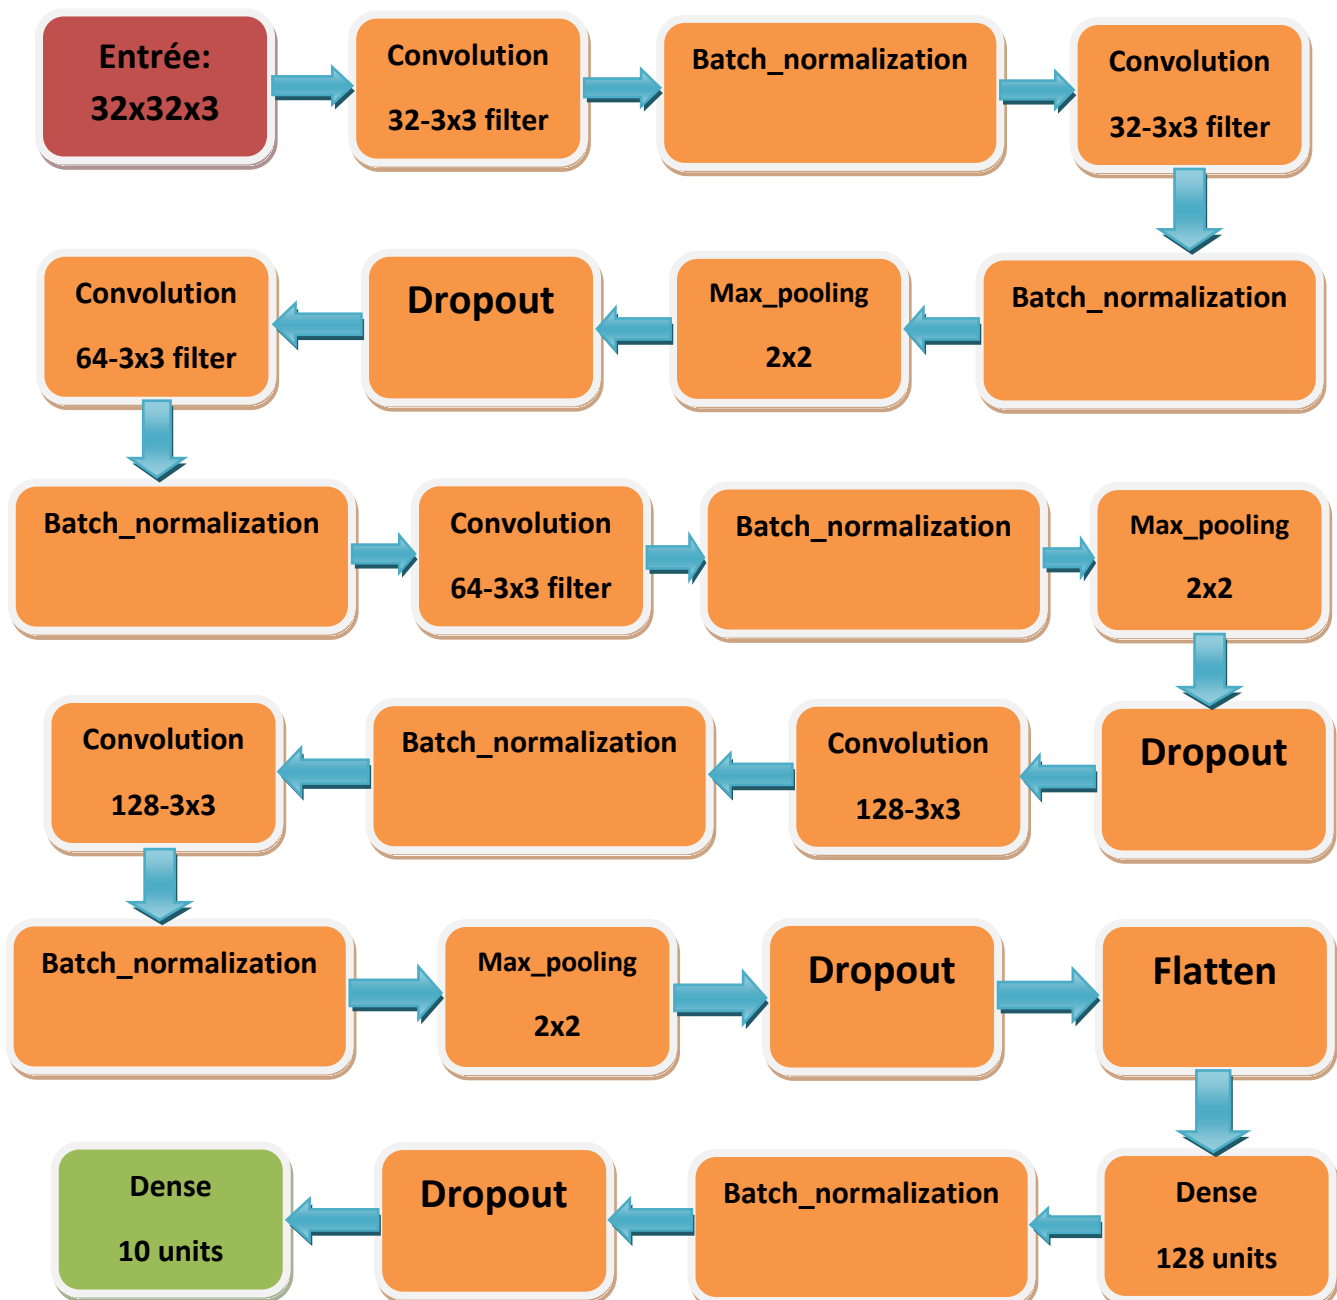 Entrée:
32x32x3
Convolution
32-3x3 filter
Batch_normalization
Convolution
32-3x3 filter
Batch_normalization
Max_pooling
2x2
Dropout
Convolution
64-3x3 filter
Batch_normalization
Convolution
64-3x3 filter
Batch_normalization
Max_pooling
2x2
Dropout
Convolution
128-3x3
Batch_normalization
Convolution
128-3x3
Batch_normalization
Max_pooling
2x2
Dropout
Flatten
Dense
128 units
Batch_normalization
Dropout
Dense
10 units